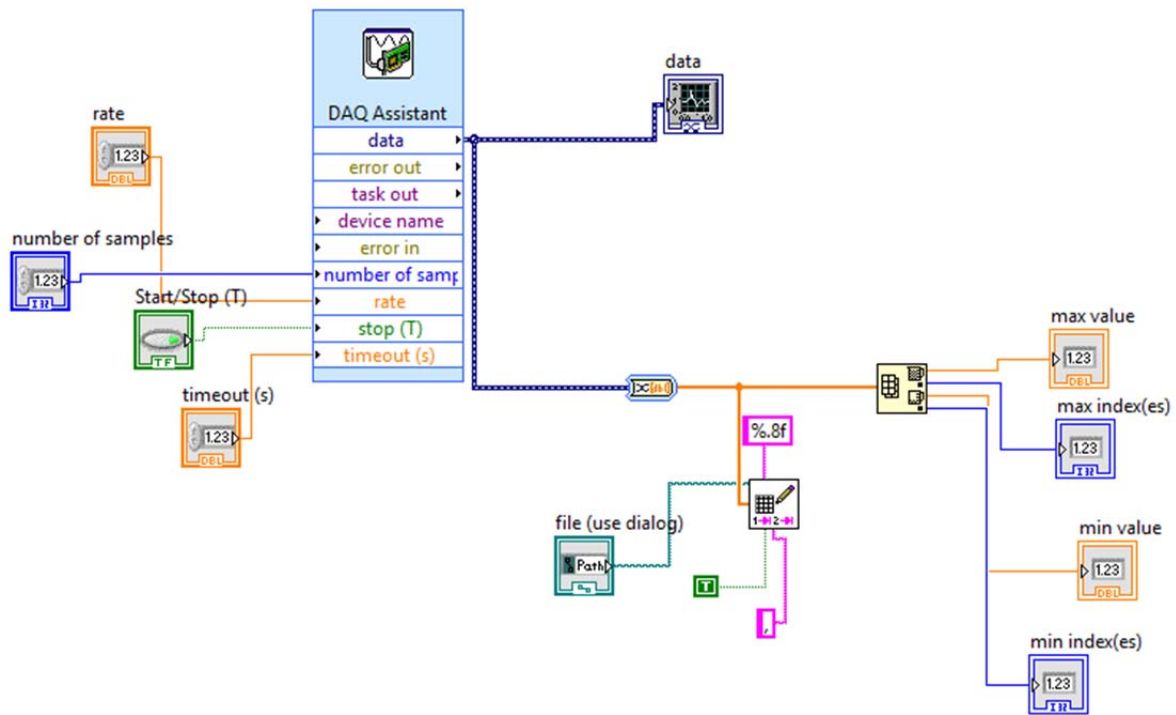 data
rate
DAQ Assistant
data
error out
task out
device name
error in
number of samp
rate
stop (T)
timeout (s)
1.23
DBL
number of samples
1.23
I32
Start/Stop (T)
TF
timeout (s)
1.23
DBL
%.8f
file (use dialog)
Path
1 2
T
,
max value
1.23
DBL
max index(es)
1.23
I32
min value
1.23
DBL
min index(es)
1.23
I32